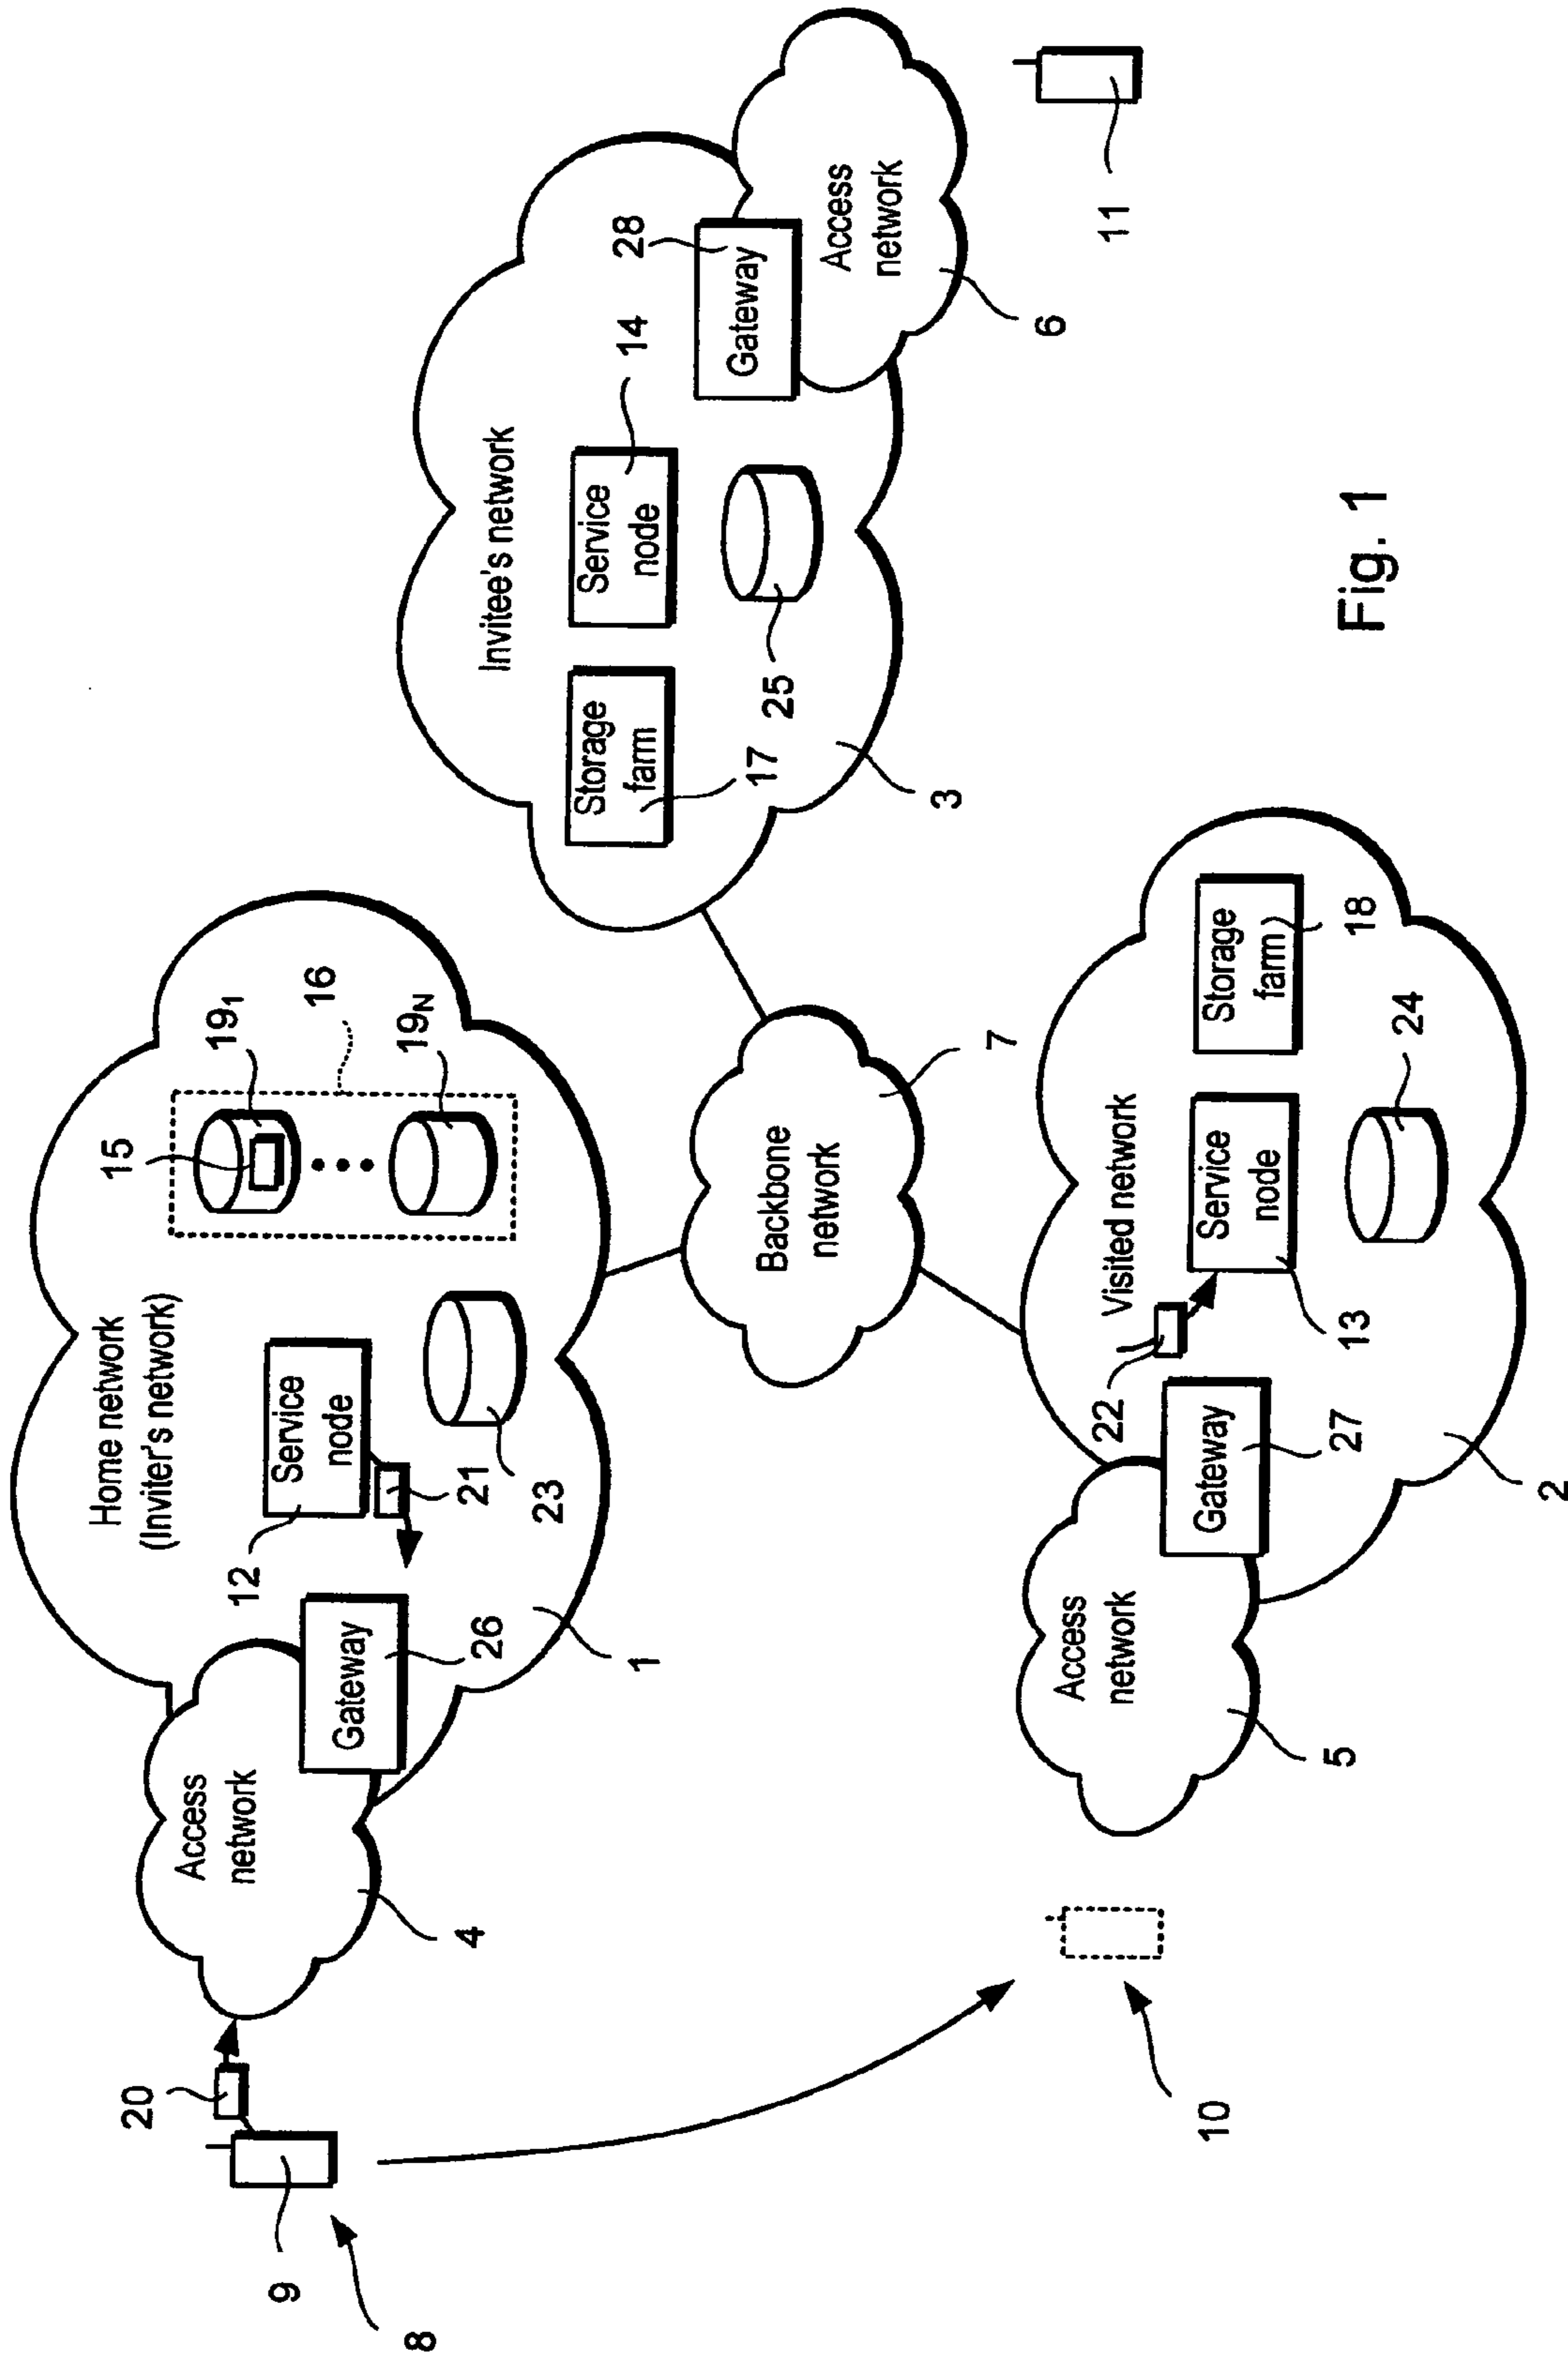 Home network
(Inviter's network)
Access
network
Gateway
Service
node
20
9
8
4
12
26
1
21
23
15
19₁
16
19N
Backbone
network
7
Invitee's network
Storage
farm
Service
node
Gateway
Access
network
17
14
28
25
3
6
11
Visited network
Access
network
Gateway
Service
node
Storage
farm
22
27
13
18
24
5
2
10
Fig. 1